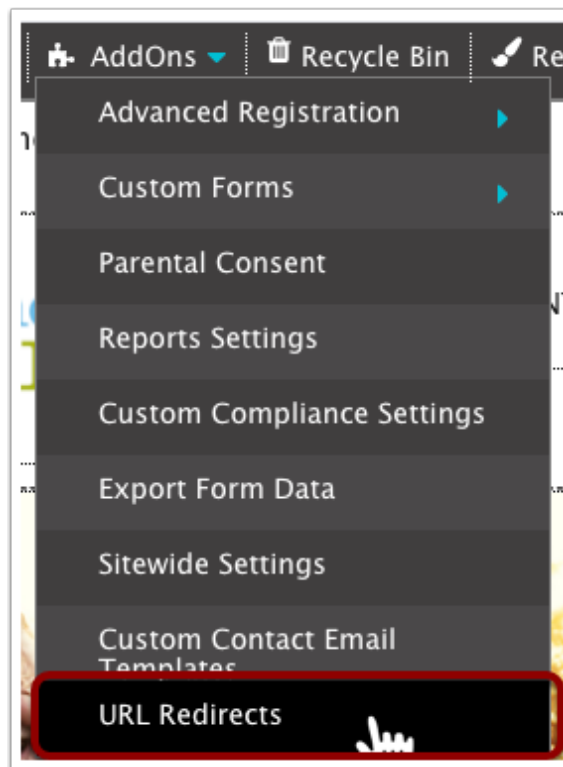 AddOns Recycle Bin Re
Advanced Registration
Custom Forms
Parental Consent
Reports Settings
Custom Compliance Settings
Export Form Data
Sitewide Settings
Custom Contact Email
Templates
URL Redirects